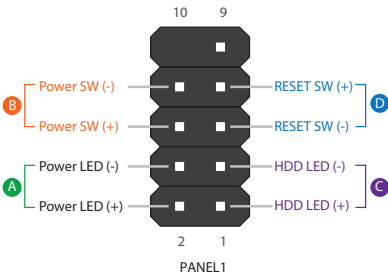 10 9
Power SW (-) RESET SW (+)
B D
Power SW (+) RESET SW (-)
Power LED (-) HDD LED (-)
A C
Power LED (+) HDD LED (+)
2 1
PANEL1